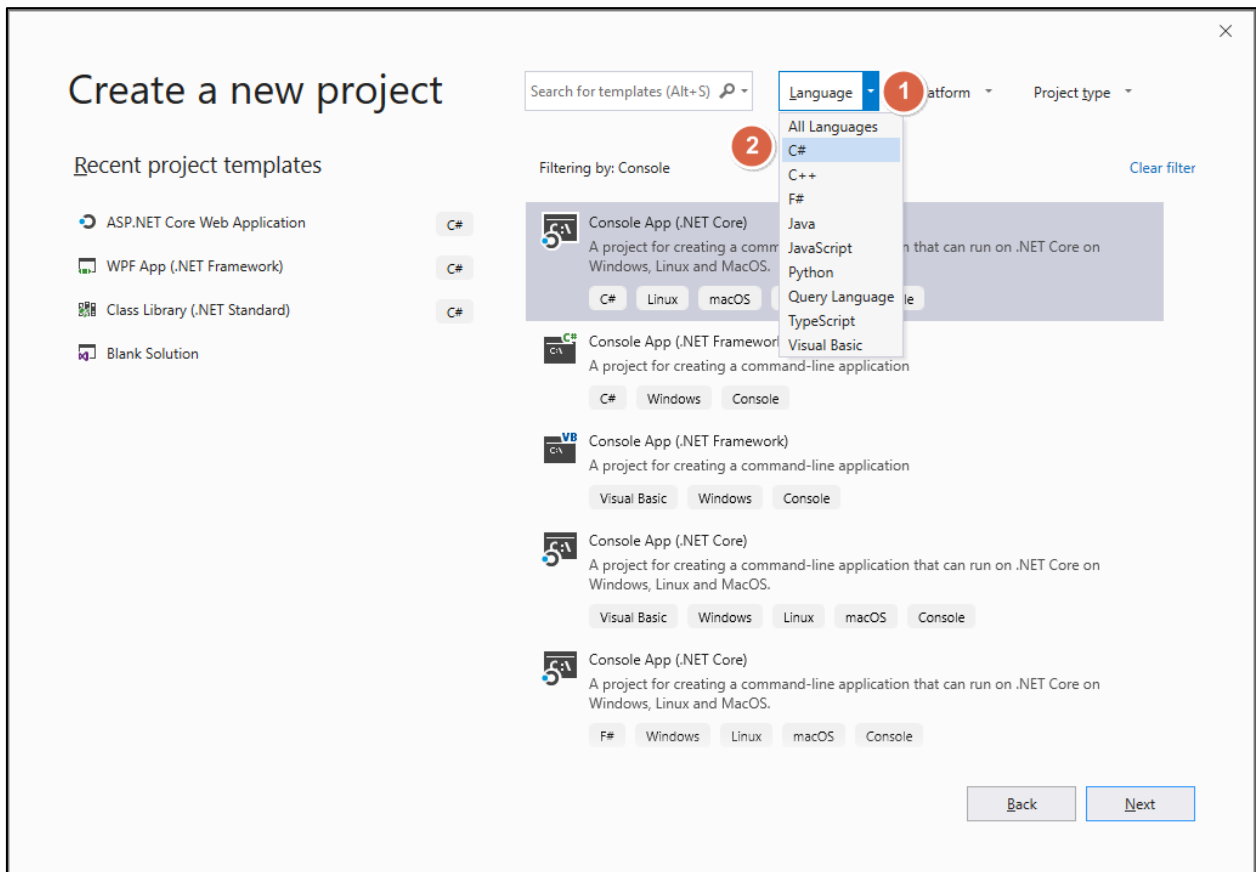 Create a new project
Search for templates (Alt+S)
Language
1
atform
Project type
All Languages
2
C#
C++
F#
Java
JavaScript
Python
Query Language
TypeScript
Visual Basic
Recent project templates
ASP.NET Core Web Application C#
WPF App (.NET Framework) C#
Class Library (.NET Standard) C#
Blank Solution
Filtering by: Console
Clear filter
Console App (.NET Core)
A project for creating a comm
n that can run on .NET Core on
Windows, Linux and MacOS.
C# Linux macOS le
Console App (.NET Framewor
A project for creating a command-line application
C# Windows Console
Console App (.NET Framework)
A project for creating a command-line application
Visual Basic Windows Console
Console App (.NET Core)
A project for creating a command-line application that can run on .NET Core on
Windows, Linux and MacOS.
Visual Basic Windows Linux macOS Console
Console App (.NET Core)
A project for creating a command-line application that can run on .NET Core on
Windows, Linux and MacOS.
F# Windows Linux macOS Console
Back
Next